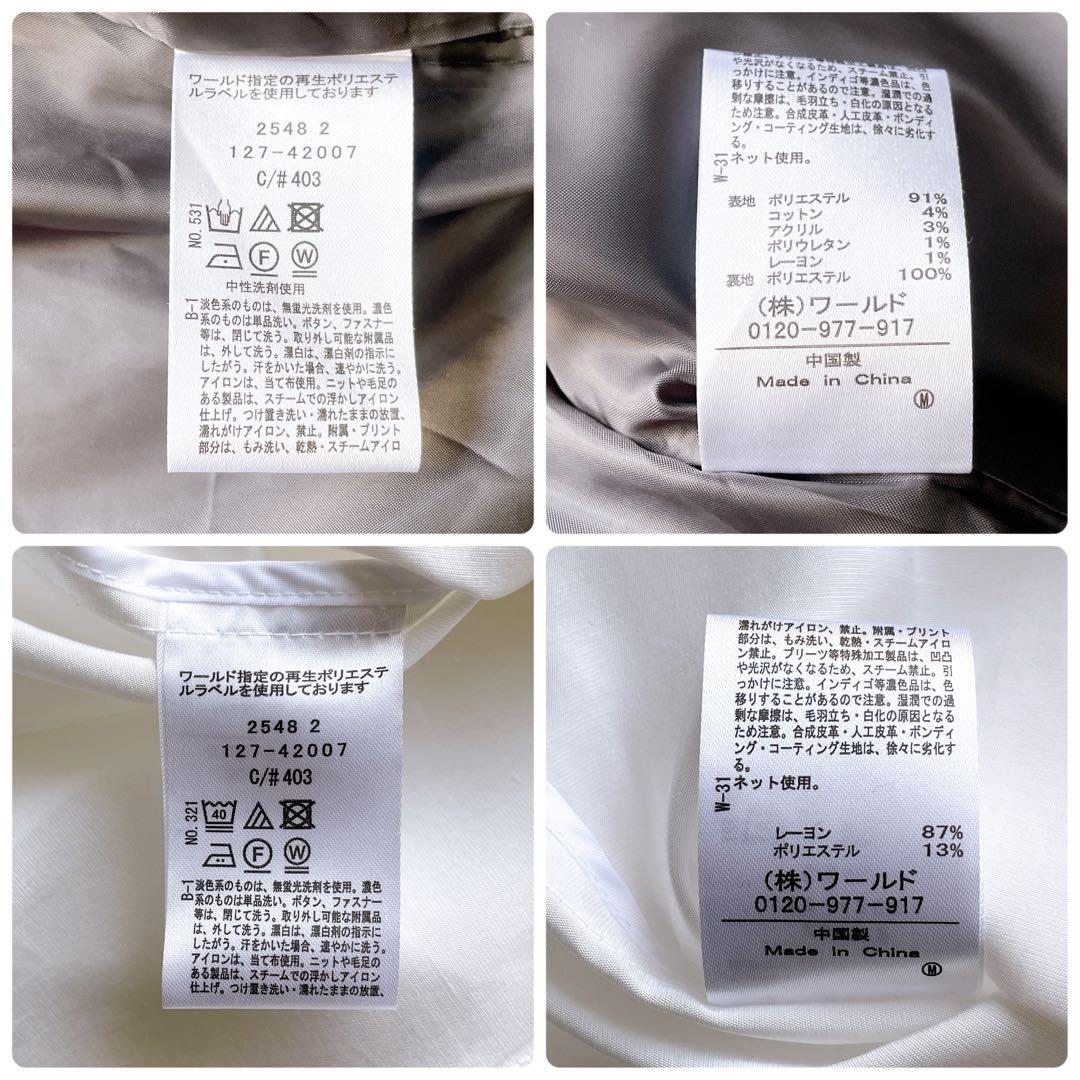 ワールド指定の再生ポリエステ
ルラベルを使用しております
2548 2
127-42007
C/# 403
NO. 531
F
W
中性洗剤使用
B-1
淡色系のものは、無蛍光洗剤を使用。濃色
系のものは単品洗い。ボタン、ファスナー
等は、閉じて洗う。取り外し可能な附属品
は、外して洗う。漂白は、漂白剤の指示に
したがう。汗をかいた場合、速やかに洗う。
アイロンは、当て布使用。ニットや毛足の
ある製品は、スチームでの浮かしアイロン
仕上げ。つけ置き洗い・濡れたままの放置、
濡れがけアイロン、禁止。附属・プリント
部分は、もみ洗い、乾熱・スチームアイロ
や光沢がなくなるため、スチーム禁止。引
っかけに注意。インディゴ等濃色品は、色
移りすることがあるので注意。湿潤での過
剰な摩擦は、毛羽立ち・白化の原因となる
ため注意。合成皮革・人工皮革・ボンディ
ング・コーティング生地は、徐々に劣化す
る。
W-31
ネット使用。
表地 ポリエステル 91%
コットン 4%
アクリル 3%
ポリウレタン 1%
レーヨン 1%
裏地 ポリエステル 100%
(株)ワールド
0120-977-917
中国製
Made in China
M
ワールド指定の再生ポリエステ
ルラベルを使用しております
2548 2
127-42007
C/# 403
NO. 321
40
F
W
B-1
淡色系のものは、無蛍光洗剤を使用。濃色
系のものは単品洗い。ボタン、ファスナー
等は、閉じて洗う。取り外し可能な附属品
は、外して洗う。漂白は、漂白剤の指示に
したがう。汗をかいた場合、速やかに洗う。
アイロンは、当て布使用。ニットや毛足の
ある製品は、スチームでの浮かしアイロン
仕上げ。つけ置き洗い・濡れたままの放置、
濡れがけアイロン、禁止。附属・プリント
部分は、もみ洗い、乾熱・スチームアイロ
ン禁止。プリーツ等特殊加工製品は、凹凸
や光沢がなくなるため、スチーム禁止。引
っかけに注意。インディゴ等濃色品は、色
移りすることがあるので注意。湿潤での過
剰な摩擦は、毛羽立ち・白化の原因となる
ため注意。合成皮革・人工皮革・ボンディ
ング・コーティング生地は、徐々に劣化す
る。
W-31
ネット使用。
レーヨン 87%
ポリエステル 13%
(株)ワールド
0120-977-917
中国製
Made in China
M